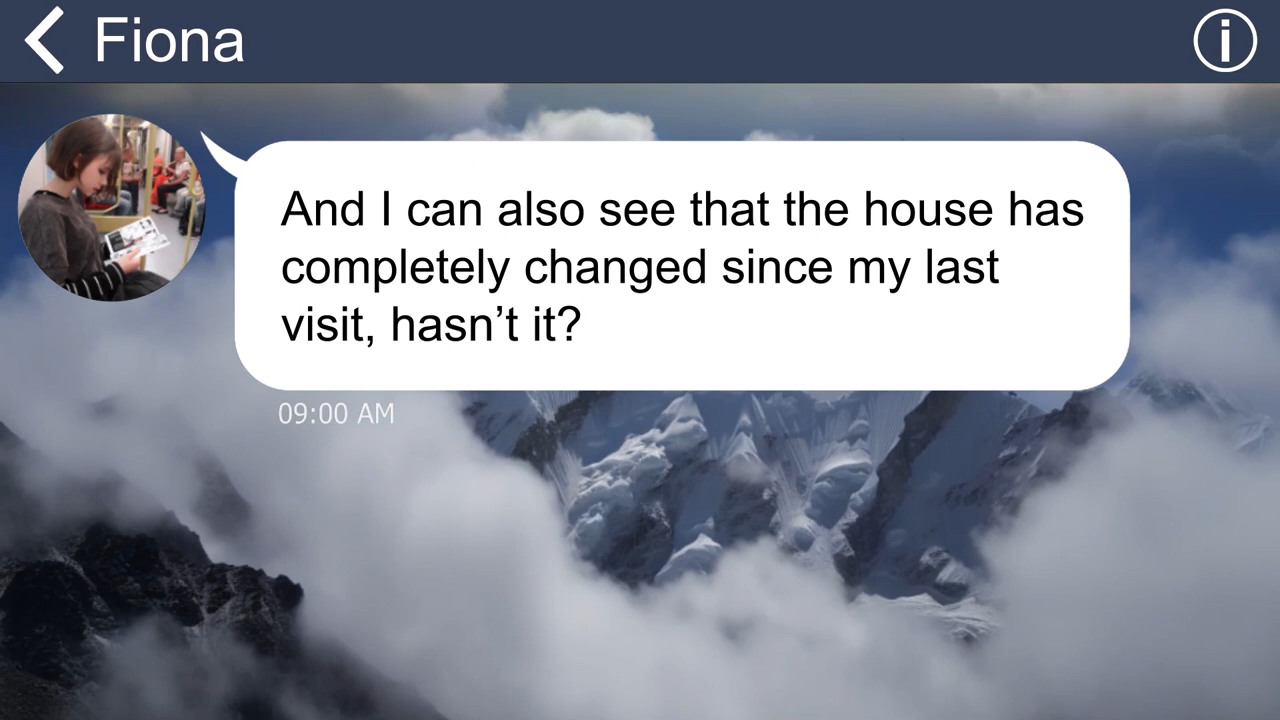 Fiona
And I can also see that the house has
completely changed since my last
visit, hasn’t it?
09:00 AM